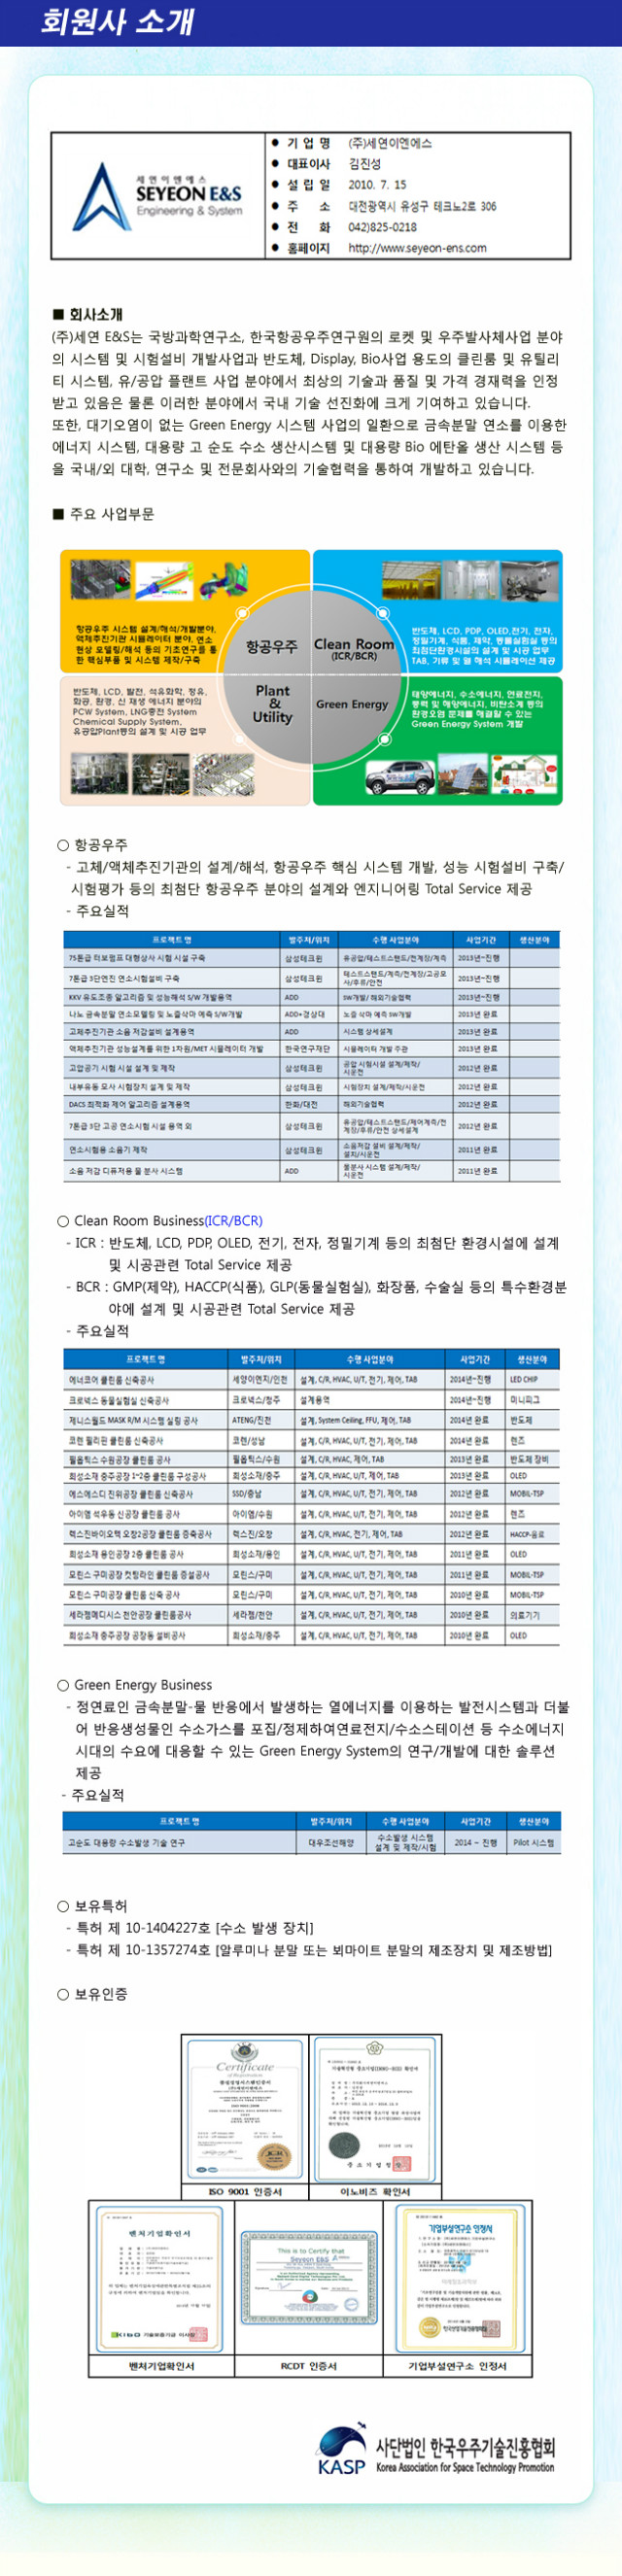 회원사 소개
세 연 이 엔 에 스
SEYEON E&S
Engineering & System
● 기 업 명 (주)세연이엔에스
● 대표이사 김진성
● 설 립 일 2010. 7. 15
● 주 소 대전광역시 유성구 테크노2로 306
● 전 화 042)825-0218
● 홈페이지 http://www.seyeon-ens.com
■ 회사소개
(주)세연 E&S는 국방과학연구소, 한국항공우주연구원의 로켓 및 우주발사체사업 분야
의 시스템 및 시험설비 개발사업과 반도체, Display, Bio사업 용도의 클린룸 및 유틸리
티 시스템, 유/공압 플랜트 사업 분야에서 최상의 기술과 품질 및 가격 경재력을 인정
받고 있음은 물론 이러한 분야에서 국내 기술 선진화에 크게 기여하고 있습니다.
또한, 대기오염이 없는 Green Energy 시스템 사업의 일환으로 금속분말 연소를 이용한
에너지 시스템, 대용량 고 순도 수소 생산시스템 및 대용량 Bio 에탄올 생산 시스템 등
을 국내/외 대학, 연구소 및 전문회사와의 기술협력을 통하여 개발하고 있습니다.
■ 주요 사업부문
항공우주 시스템 설계/해석/개발분야,
액체추진기관 시뮬레이터 분야, 연소
현상 모델링/해석 등의 기초연구를 통
한 핵심부품 및 시스템 제작/구축
항공우주
Clean Room
(ICR/BCR)
반도체, LCD, PDP, OLED,전기, 전자,
정밀기계, 식품, 제약, 동물실험실 등의
최첨단환경시설의 설계 및 시공 업무
TAB, 기류 및 열 해석 시뮬레이션 제공
반도체, LCD, 발전, 석유화학, 정유,
화공, 환경, 신 재생 에너지 분야의
PCW System, LNG충전 System
Chemical Supply System,
유공압Plant등의 설계 및 시공 업무
Plant
&
Utility
Green Energy
태양에너지, 수소에너지, 연료전지,
풍력 및 해양에너지, 비탄소계 등의
환경오염 문제를 해결할 수 있는
Green Energy System 개발
○ 항공우주
- 고체/액체추진기관의 설계/해석, 항공우주 핵심 시스템 개발, 성능 시험설비 구축/
시험평가 등의 최첨단 항공우주 분야의 설계와 엔지니어링 Total Service 제공
- 주요실적
프로젝트 명 발주처/위치 수행 사업분야 사업기간 생산분야
75톤급 터보펌프 대형상사 시험 시설 구축 삼성테크윈 유공압/테스트스탠드/전계장/계측 2013년~진행
7톤급 3단엔진 연소시험설비 구축 삼성테크윈 테스트스탠드/계측/전계장/고공모사/후류/안전 2013년~진행
KKV 유도조종 알고리즘 및 성능해석 S/W 개발용역 ADD SW개발/ 해외기술협력 2013년~진행
나노 금속분말 연소모델링 및 노즐삭마 예측 S/W개발 ADD+경상대 노즐 삭마 예측 SW개발 2013년 완료
고체추진기관 소음 저감설비 설계용역 ADD 시스템 상세설계 2013년 완료
액체추진기관 성능설계를 위한 1차원/MET 시뮬레이터 개발 한국연구재단 시뮬레이터 개발 주관 2013년 완료
고압공기 시험 시설 설계 및 제작 삼성테크윈 공압 시험시설 설계/제작/시운전 2012년 완료
내부유동 모사 시험장치 설계 및 제작 삼성테크윈 시험장치 설계/제작/시운전 2012년 완료
DACS 최적화 제어 알고리즘 설계용역 한화/대전 해외기술협력 2012년 완료
7톤급 3단 고공 연소시험 시설 용역 외 삼성테크윈 유공압/테스트스탠드/제어계측/전계장/후류/안전 상세설계 2012년 완료
연소시험용 소음기 제작 삼성테크윈 소음저감 설비 설계/제작/설치/시운전 2011년 완료
소음 저감 디퓨저용 물 분사 시스템 ADD 물분사 시스템 설계/제작/시운전 2011년 완료
○ Clean Room Business(ICR/BCR)
- ICR : 반도체, LCD, PDP, OLED, 전기, 전자, 정밀기계 등의 최첨단 환경시설에 설계
및 시공관련 Total Service 제공
- BCR : GMP(제약), HACCP(식품), GLP(동물실험실), 화장품, 수술실 등의 특수환경분
야에 설계 및 시공관련 Total Service 제공
- 주요실적
프로젝트 명 발주처/위치 수행 사업분야 사업기간 생산분야
에너코어 클린룸 신축공사 세양이엔지/인천 설계, C/R, HVAC, U/T, 전기, 제어, TAB 2014년~진행 LED CHIP
크로넥스 동물실험실 신축공사 크로넥스/청주 설계용역 2014년~진행 미니피그
제니스월드 MASK R/M 시스템 실링 공사 ATENG/진천 설계, System Ceiling, FFU, 제어, TAB 2014년 완료 반도체
코렌 필리핀 클린룸 신축공사 코렌/성남 설계, C/R, HVAC, U/T, 전기, 제어, TAB 2014년 완료 렌즈
필옵틱스 수원공장 클린룸 공사 필옵틱스/수원 설계, C/R, HVAC, 제어, TAB 2013년 완료 반도체 장비
희성소재 충주공장 1~2층 클린룸 구성공사 희성소재/충주 설계, C/R, HVAC, U/T, 제어, TAB 2013년 완료 OLED
에스에스디 진위공장 클린룸 신축공사 SSD/충남 설계, C/R, HVAC, U/T, 전기, 제어, TAB 2012년 완료 MOBIL-TSP
아이엠 석우동 신공장 클린룸 공사 아이엠/수원 설계, C/R, HVAC, U/T, 전기, 제어, TAB 2012년 완료 렌즈
렉스진바이오텍 오창2공장 클린룸 증축공사 렉스진/오창 설계, C/R, HVAC, 전기, 제어, TAB 2012년 완료 HACCP-음료
희성소재 용인공장 2층 클린룸 공사 희성소재/용인 설계, C/R, HVAC, U/T, 전기, 제어, TAB 2011년 완료 OLED
모린스 구미공장 컷팅라인 클린룸 증설공사 모린스/구미 설계, C/R, HVAC, U/T, 전기, 제어, TAB 2011년 완료 MOBIL-TSP
모린스 구미공장 클린룸 신축 공사 모린스/구미 설계, C/R, HVAC, U/T, 전기, 제어, TAB 2010년 완료 MOBIL-TSP
세라젬메디시스 천안공장 클린룸공사 세라젬/천안 설계, C/R, HVAC, U/T, 전기, 제어, TAB 2010년 완료 의료기기
희성소재 충주공장 공장동 설비공사 희성소재/충주 설계, C/R, HVAC, U/T, 전기, 제어, TAB 2010년 완료 OLED
○ Green Energy Business
- 정연료인 금속분말-물 반응에서 발생하는 열에너지를 이용하는 발전시스템과 더불
어 반응생성물인 수소가스를 포집/정제하여연료전지/수소스테이션 등 수소에너지
시대의 수요에 대응할 수 있는 Green Energy System의 연구/개발에 대한 솔루션
제공
- 주요실적
프로젝트 명 발주처/위치 수행 사업분야 사업기간 생산분야
고순도 대용량 수소발생 기술 연구 대우조선해양 수소발생 시스템 설계 및 제작/시험 2014 ~ 진행 Pilot 시스템
○ 보유특허
- 특허 제 10-1404227호 [수소 발생 장치]
- 특허 제 10-1357274호 [알루미나 분말 또는 뵈마이트 분말의 제조장치 및 제조방법]
○ 보유인증
Certificate
ISO 9001 인증서
이노비즈 확인서
벤처기업확인서
KIBO 기술보증기금
This is to Certify that
Seyeon E&S
기업부설연구소 인정서
벤처기업확인서
RCDT 인증서
기업부설연구소 인정서
KASP
사단법인 한국우주기술진흥협회
Korea Association for Space Technology Promotion